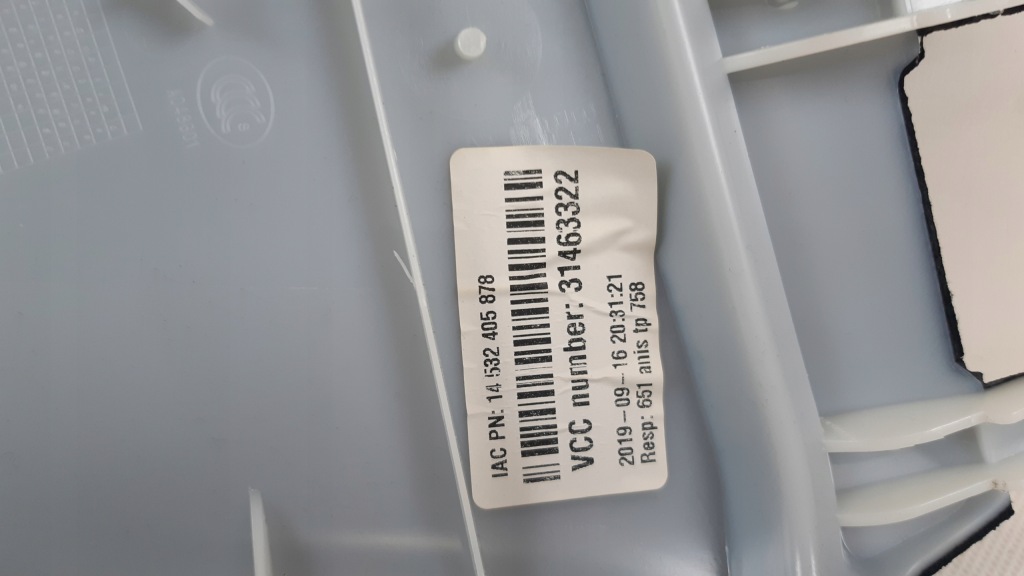 IAC PN: 14 532 405 878
VCC number: 31463322
2019-09-16 20:31:21
Resp: 651 anis tp 758